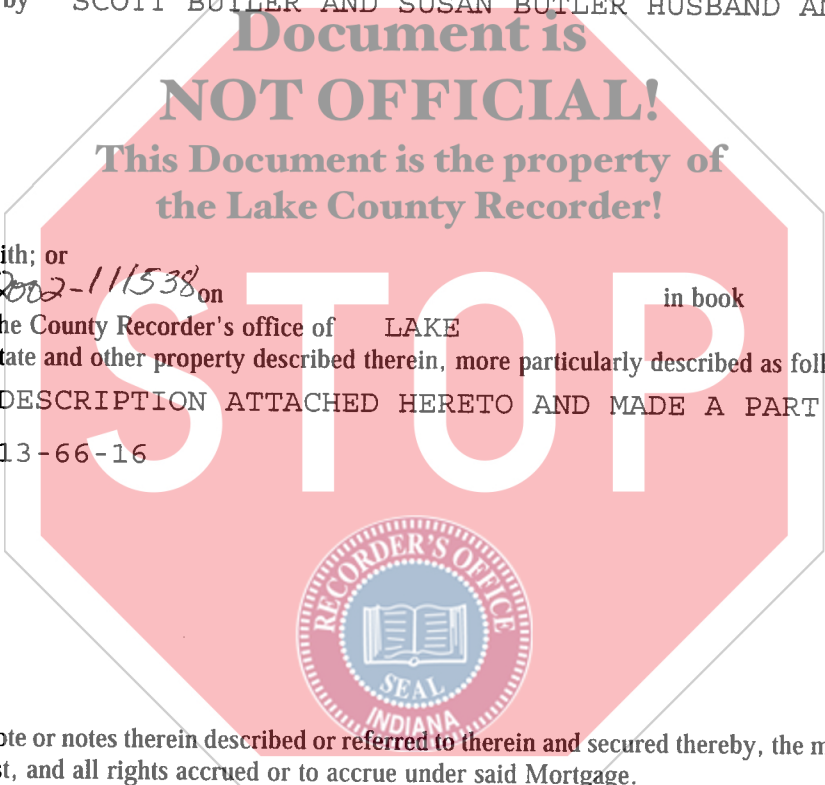 by SCOTT BUTLER AND SUSAN BUTLER HUSBAND A
Document is
NOT OFFICIAL!
This Document is the property of
the Lake County Recorder!
ith; or
2002-111538 on in book
he County Recorder's office of LAKE
tate and other property described therein, more particularly described as foll
DESCRIPTION ATTACHED HERETO AND MADE A PART
13-66-16
STOP
RECORDER'S OFFICE
SEAL
INDIANA
ote or notes therein described or referred to therein and secured thereby, the m
st, and all rights accrued or to accrue under said Mortgage.